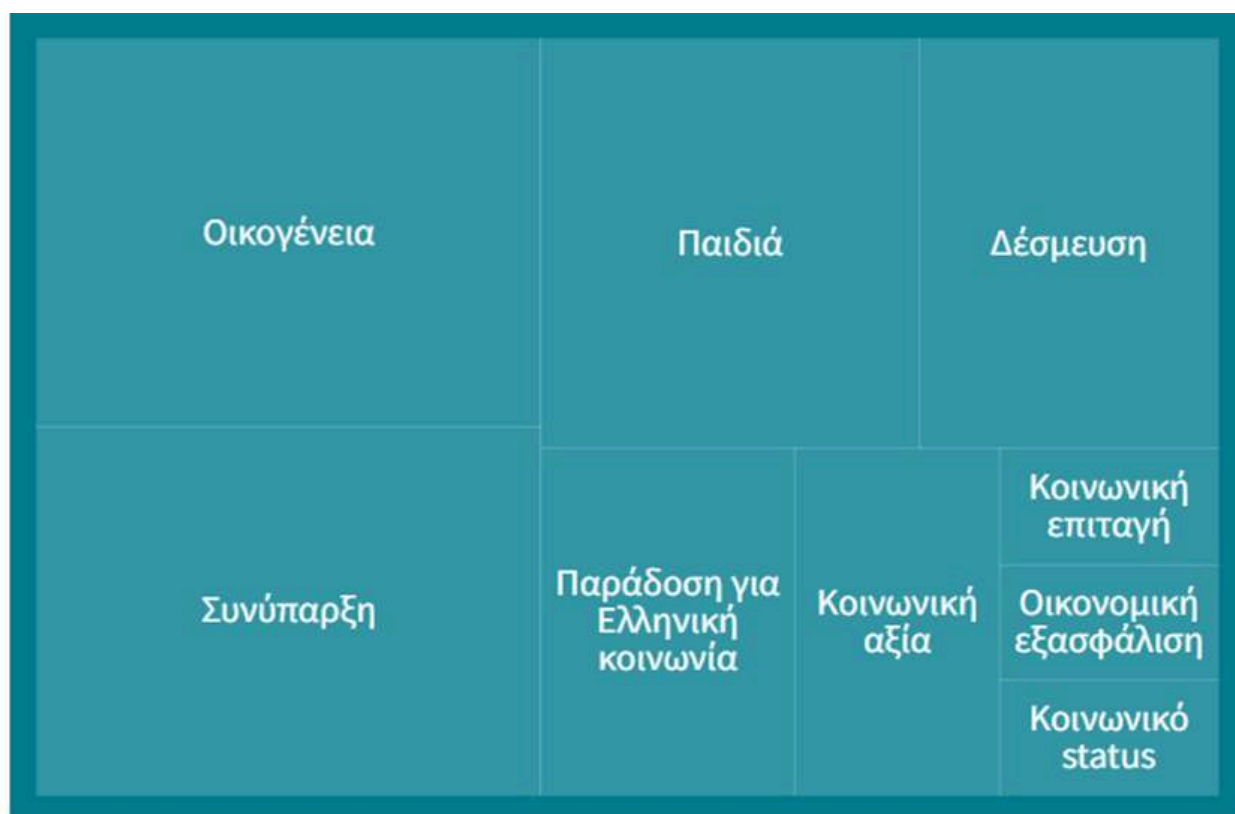 Οικογένεια
Παιδιά
Δέσμευση
Συνύπαρξη
Παράδοση για
Ελληνική
κοινωνία
Κοινωνική
αξία
Κοινωνική
επιταγή
Οικονομική
εξασφάλιση
Κοινωνικό
status